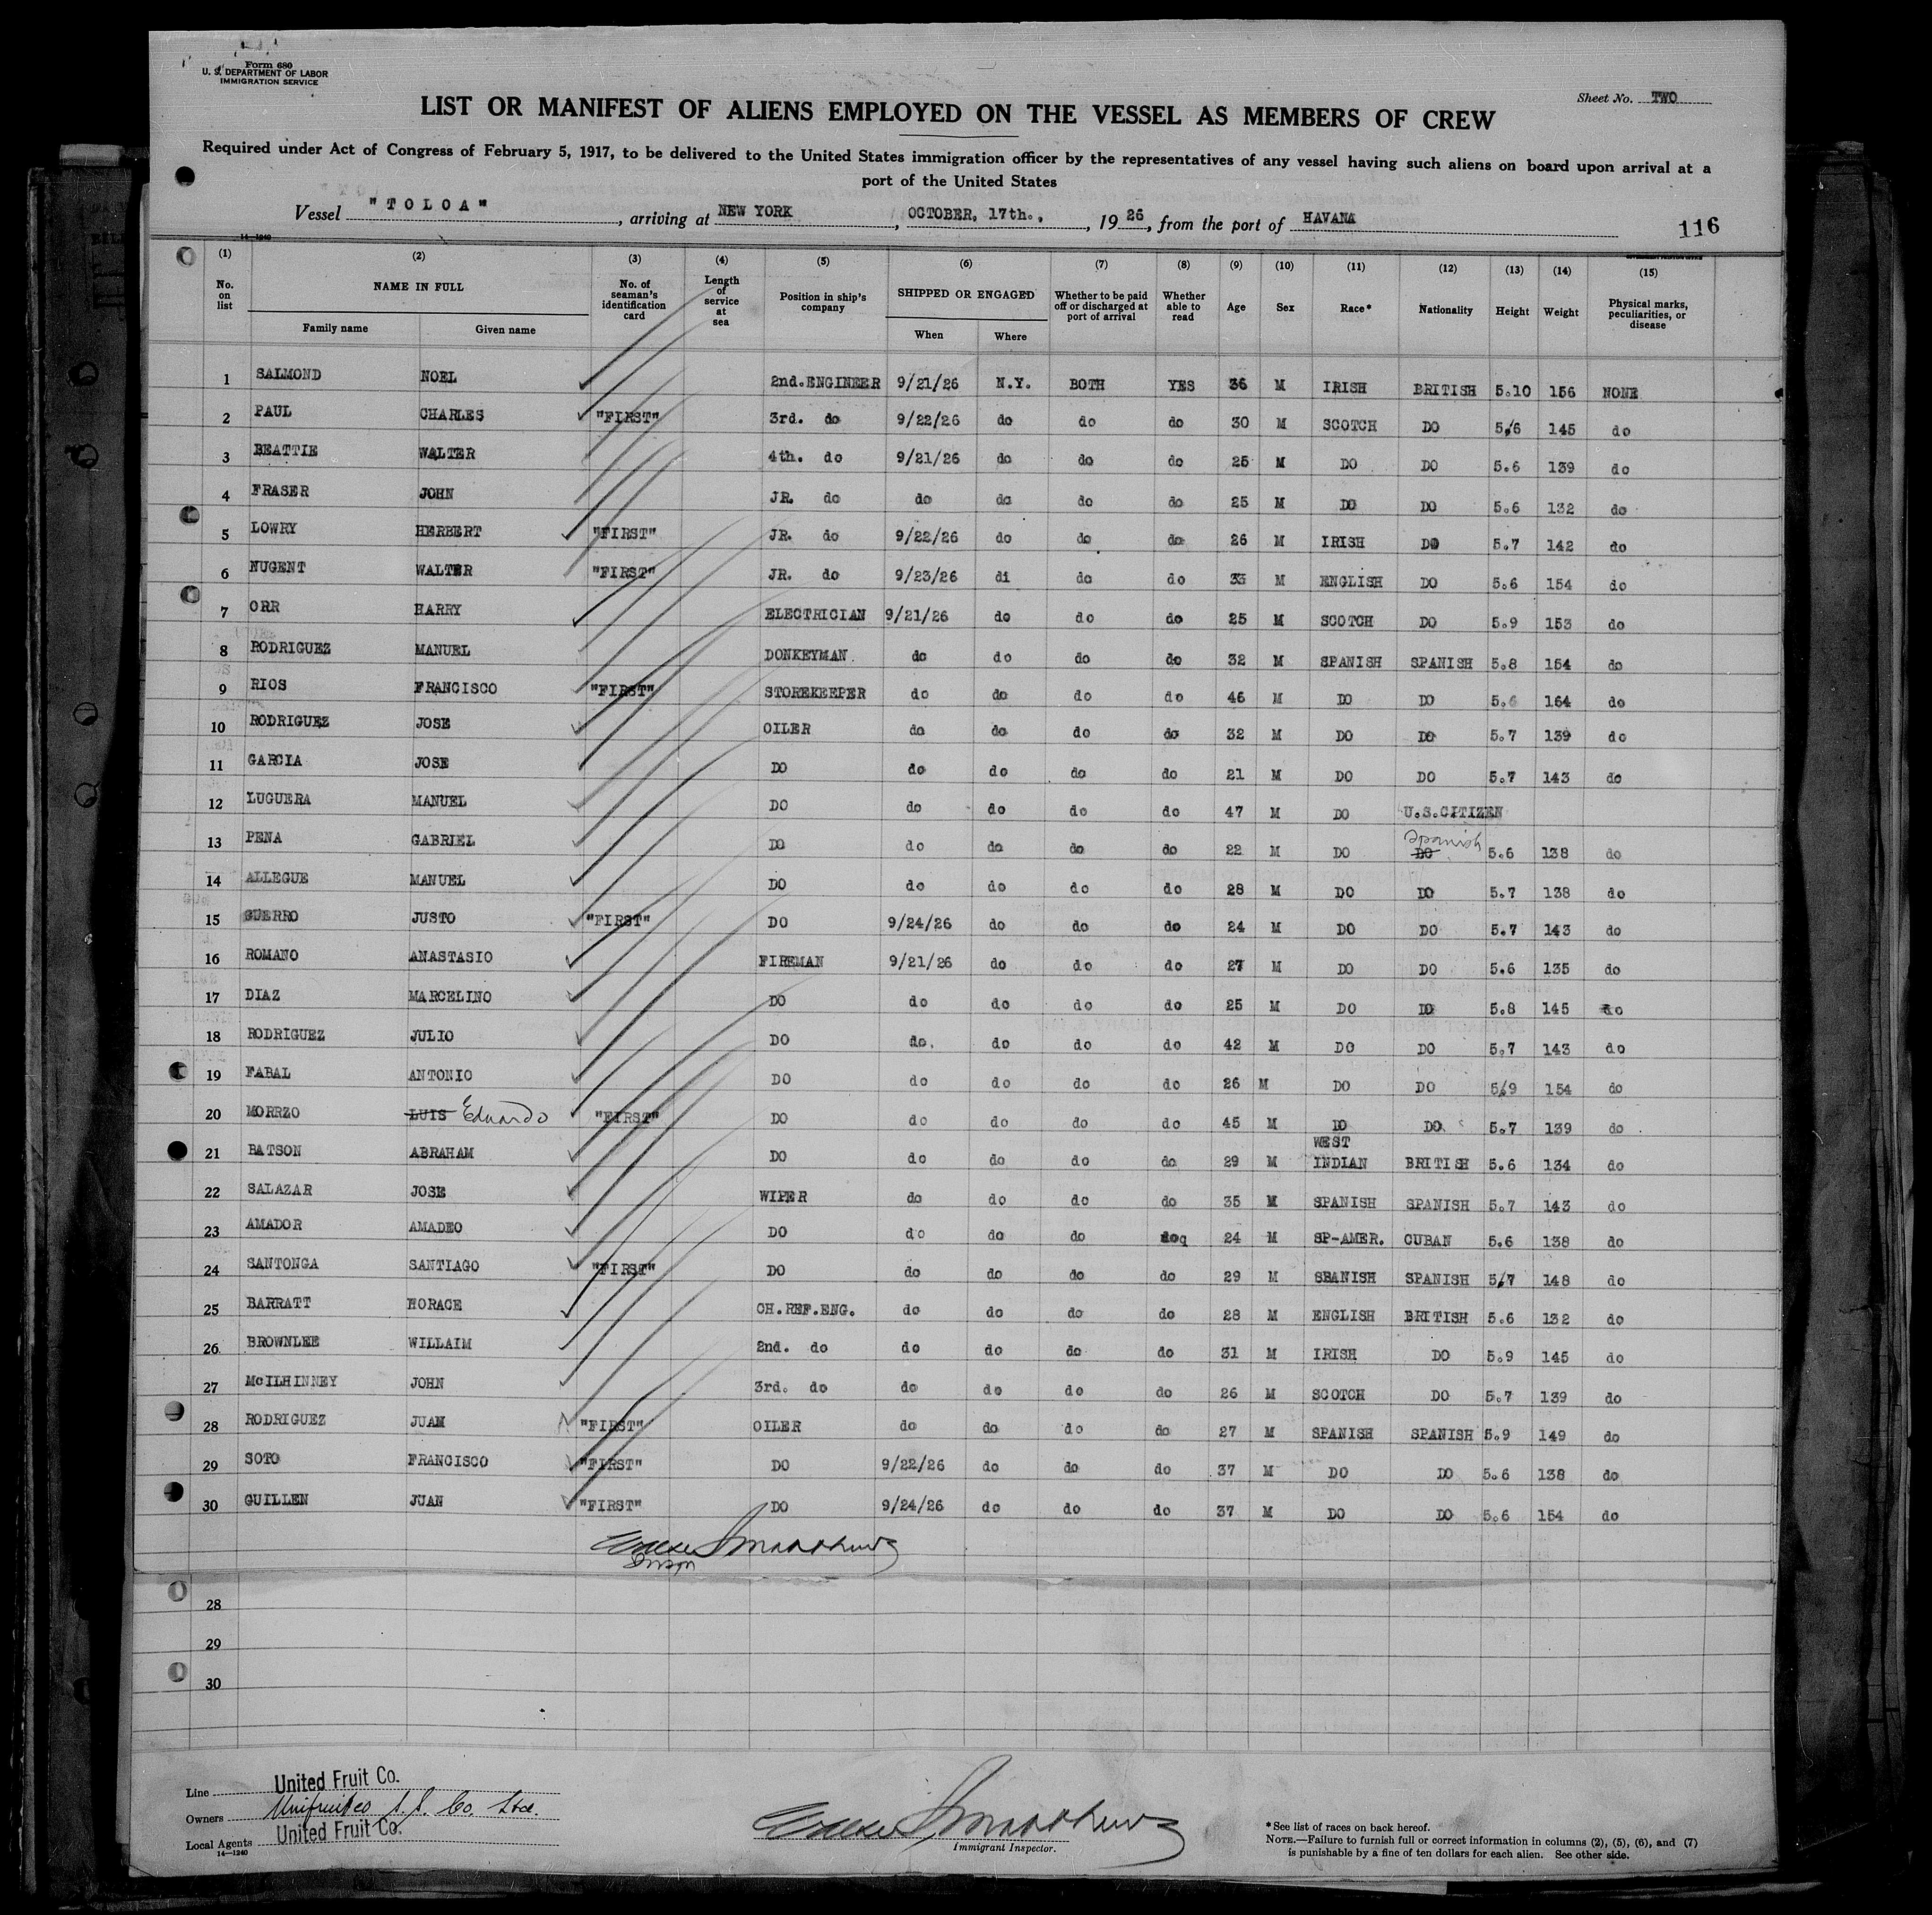 Form 680
U. S. DEPARTMENT OF LABOR
IMMIGRATION SERVICE
Sheet No. TWO
LIST OR MANIFEST OF ALIENS EMPLOYED ON THE VESSEL AS MEMBERS OF CREW
Required under Act of Congress of February 5, 1917, to be delivered to the United States immigration officer by the representatives of any vessel having such aliens on board upon arrival at a
port of the United States
Vessel "TOLOA", arriving at NEW YORK, OCTOBER, 17th., 1926, from the port of HAVANA
116
14—1240
(1) (2) (3) (4) (5) (6) (7) (8) (9) (10) (11) (12) (13) (14) (15)
No. on list NAME IN FULL Family name Given name No. of seaman's identification card Length of service at sea Position in ship's company SHIPPED OR ENGAGED When Where Whether to be paid off or discharged at port of arrival Whether able to read Age Sex Race* Nationality Height Weight Physical marks, peculiarities, or disease
1 SALMOND NOEL 2nd.ENGINEER 9/21/26 N.Y. BOTH YES 36 M IRISH BRITISH 5.10 156 NONE
2 PAUL CHARLES "FIRST" 3rd. do 9/22/26 do do do 30 M SCOTCH DO 5.6 145 do
3 BEATTIE WALTER 4th. do 9/21/26 do do do 25 M DO DO 5.6 139 do
4 FRASER JOHN JR. do do do do do 25 M DO DO 5.6 132 do
5 LOWRY HERBERT "FIRST" JR. do 9/22/26 do do do 26 M IRISH DO 5.7 142 do
6 NUGENT WALTER "FIRST" JR. do 9/23/26 di do do 33 M ENGLISH DO 5.6 154 do
7 ORR HARRY ELECTRICIAN 9/21/26 do do do 25 M SCOTCH DO 5.9 153 do
8 RODRIGUEZ MANUEL DONKEYMAN. do do do do 32 M SPANISH SPANISH 5.8 154 do
9 RIOS FRANCISCO "FIRST" STOREKEEPER do do do do 46 M DO DO 5.6 164 do
10 RODRIGUEZ JOSE OILER do do do do 32 M DO DO 5.7 139 do
11 GARCIA JOSE DO do do do do 21 M DO DO 5.7 143 do
12 LUGUERA MANUEL DO do do do do 47 M DO U.S.CITIZEN
13 PENA GABRIEL DO do do do do 22 M DO DO Spanish 5.6 138 do
14 ALLEGUE MANUEL DO do do do do 28 M DO DO 5.7 138 do
15 GUERRO JUSTO "FIRST" DO 9/24/26 do do do 24 M DO DO 5.7 143 do
16 ROMANO ANASTASIO FIREMAN 9/21/26 do do do 27 M DO DO 5.6 135 do
17 DIAZ MARCELINO DO do do do do 25 M DO DO 5.8 145 do
18 RODRIGUEZ JULIO DO do. do do do 42 M DO DO 5.7 143 do
19 FABAL ANTONIO DO do do do do 26 M DO DO 5/9 154 do
20 MORRZO LUIS Eduardo "FIRST" DO do do do do 45 M DO DO 5.7 139 do
21 BATSON ABRAHAM DO do do do do 29 M WEST INDIAN BRITISH 5.6 134 do
22 SALAZAR JOSE WIPER do do do do 35 M SPANISH SPANISH 5.7 143 do
23 AMADOR AMADEO DO do do do doq 24 M SP-AMER. CUBAN 5.6 138 do
24 SANTONGA SANTIAGO "FIRST" DO do do do do 29 M SPANISH SPANISH 5/7 148 do
25 BARRATT HORACE CH.REF.ENG. do do do do 28 M ENGLISH BRITISH 5.6 132 do
26 BROWNLEE WILLAIM 2nd. do do do do do 31 M IRISH DO 5.9 145 do
27 McILHINNEY JOHN 3rd. do do do do do 26 M SCOTCH DO 5.7 139 do
28 RODRIGUEZ JUAN "FIRST" OILER do do do do 27 M SPANISH SPANISH 5.9 149 do
29 SOTO FRANCISCO "FIRST" DO 9/22/26 do do do 37 M DO DO 5.6 138 do
30 GUILLEN JUAN "FIRST" DO 9/24/26 do do do 37 M DO DO 5.6 154 do
28
29
30
Line United Fruit Co.
Owners Unifruitco S.S. Co. Ltd.
Local Agents United Fruit Co.
14—1240
Immigrant Inspector.
* See list of races on back hereof.
NOTE.—Failure to furnish full or correct information in columns (2), (5), (6), and (7)
is punishable by a fine of ten dollars for each alien. See other side.